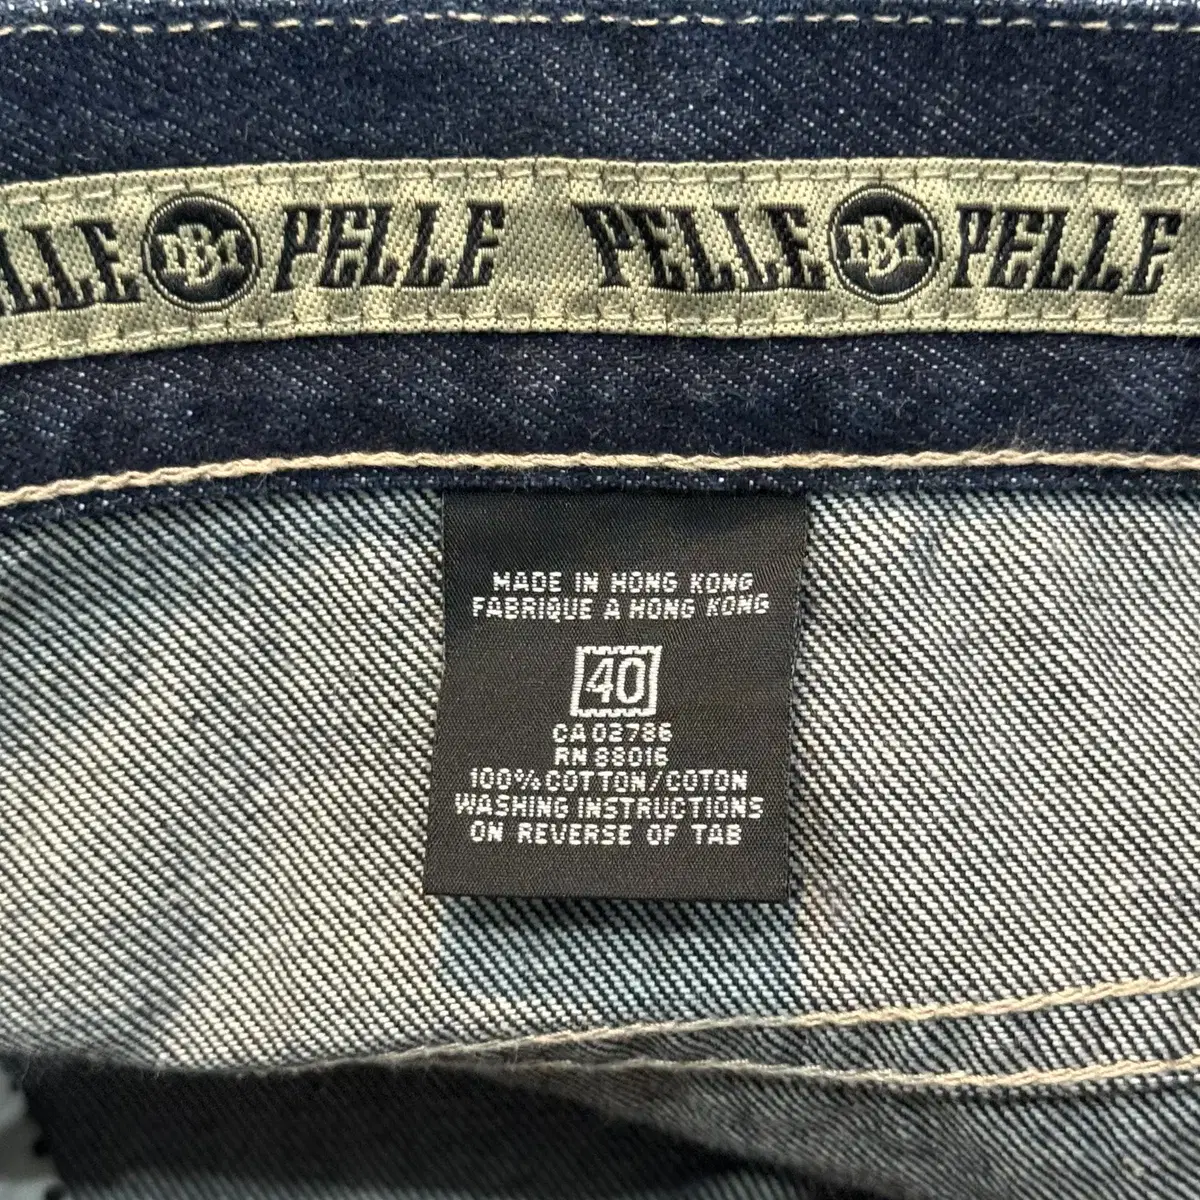 ELLE PELLE PELLE PELLE
MADE IN HONG KONG
FABRIQUE A HONG KONG
40
CA 02786
RN 88016
100% COTTON/COTON
WASHING INSTRUCTIONS
ON REVERSE OF TAB